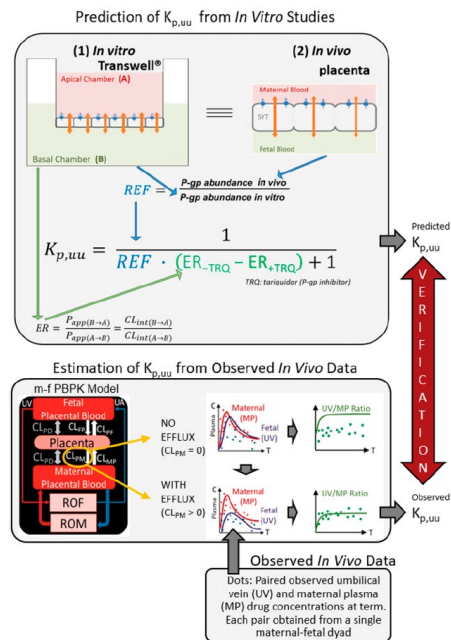 Prediction of Kp,uu from In Vitro Studies
(1) In vitro
Transwell®
(2) In vivo
placenta
Apical Chamber (A)
Basal Chamber (B)
Maternal Blood
SYT
Fetal Blood
REF = P-gp abundance in vivo / P-gp abundance in vitro
Kp,uu = 1 / REF · (ER−TRQ − ER+TRQ) + 1
TRQ: tariquidar (P-gp inhibitor)
ER = Papp(B→A) / Papp(A→B) = CLint(B→A) / CLint(A→B)
Predicted
Kp,uu
VERIFICATION
Observed
Kp,uu
Estimation of Kp,uu from Observed In Vivo Data
m-f PBPK Model
UV
Fetal
UA
Placental Blood
CLPD
CLFP
CLPF
Placenta
CLPD
CLPM
CLMP
Maternal
Placental Blood
ROF
ROM
NO
EFFLUX
(CLPM = 0)
WITH
EFFLUX
(CLPM > 0)
C
Plasma
Maternal
(MP)
Fetal
(UV)
T
UV/MP Ratio
T
C
Plasma
Maternal
(MP)
Fetal
(UV)
T
UV/MP Ratio
T
Observed In Vivo Data
Dots: Paired observed umbilical
vein (UV) and maternal plasma
(MP) drug concentrations at term.
Each pair obtained from a single
maternal-fetal dyad